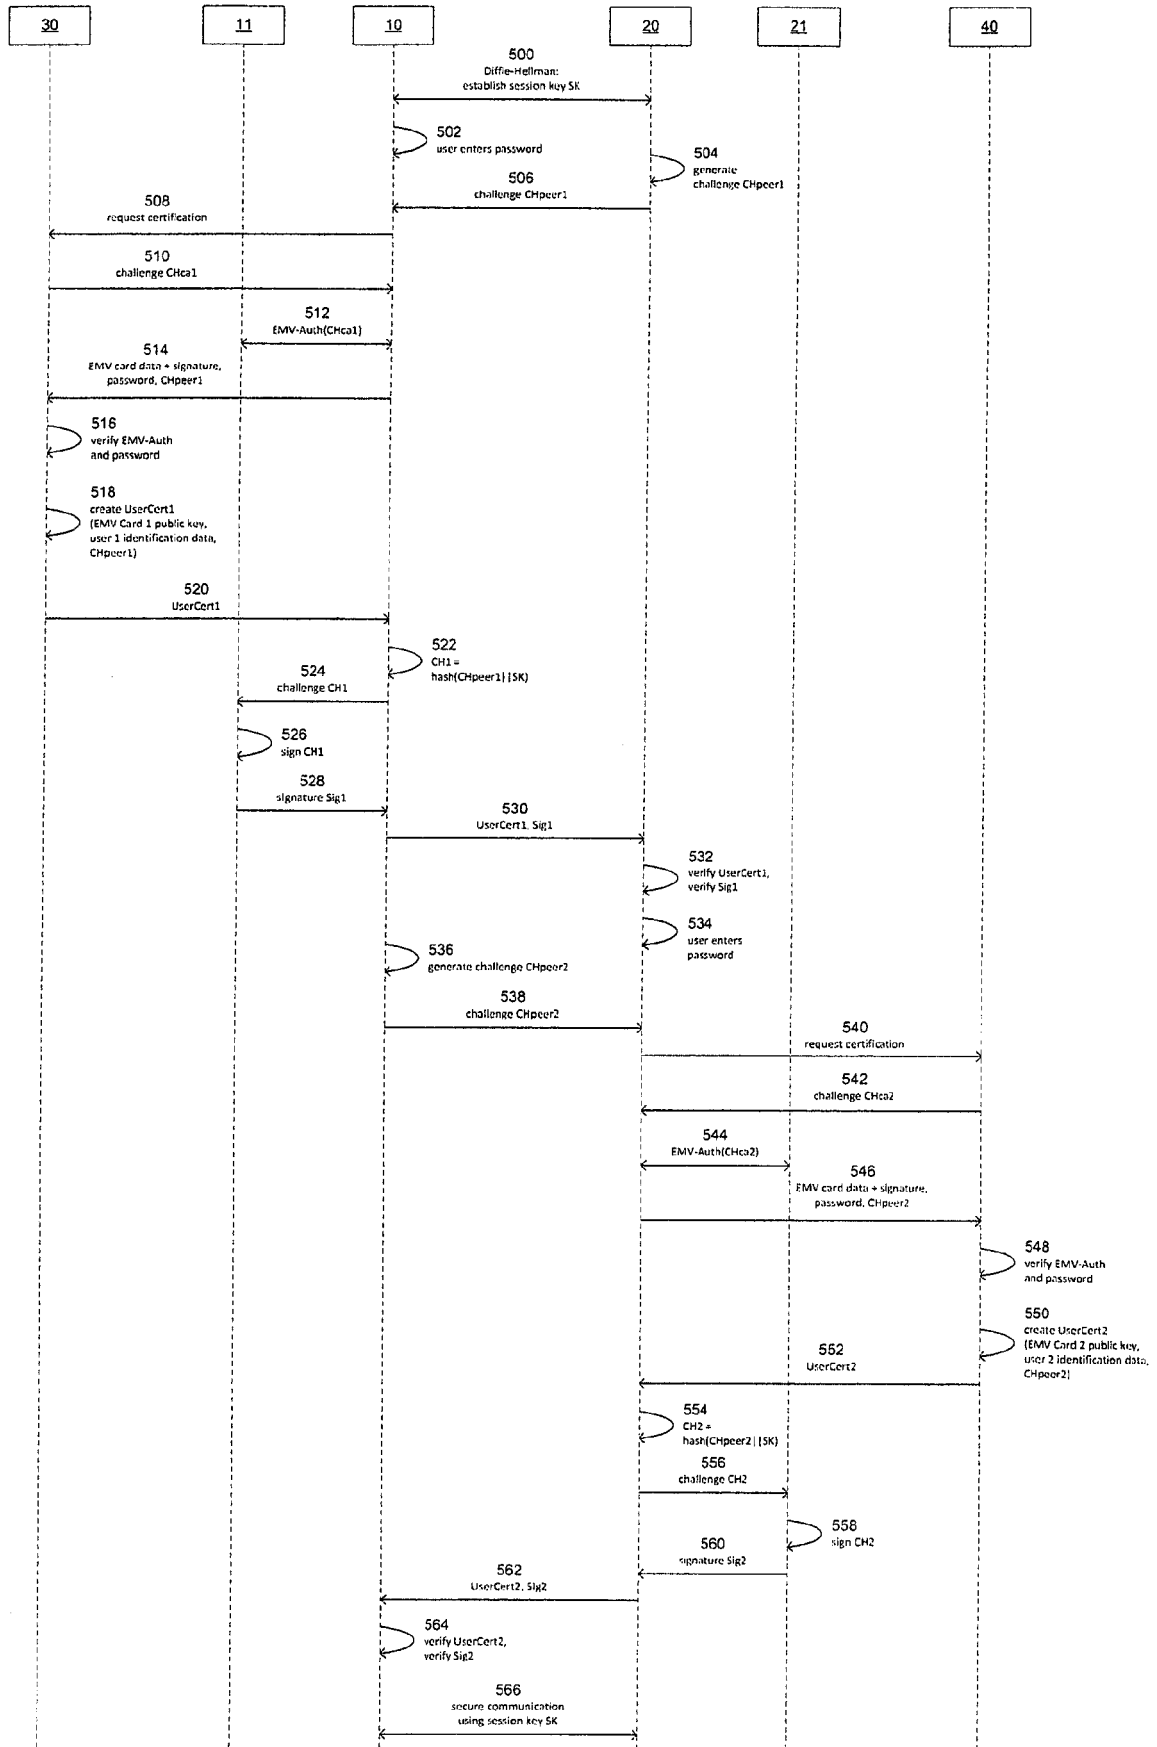 30 11 10 20 21 40
500
Diffie-Hellman:
establish session key SK
502
user enters password
504
generate
challenge CHpeer1
506
challenge CHpeer1
508
request certification
510
challenge CHca1
512
EMV-Auth(CHca1)
514
EMV card data + signature,
password, CHpeer1
516
verify EMV-Auth
and password
518
create UserCert1
(EMV Card 1 public key,
user 1 identification data,
CHpeer1)
520
UserCert1
522
CH1 =
hash(CHpeer1||SK)
524
challenge CH1
526
sign CH1
528
signature Sig1
530
UserCert1, Sig1
532
verify UserCert1,
verify Sig1
534
user enters
password
536
generate challenge CHpeer2
538
challenge CHpeer2
540
request certification
542
challenge CHca2
544
EMV-Auth(CHca2)
546
EMV card data + signature,
password, CHpeer2
548
verify EMV-Auth
and password
550
create UserCert2
(EMV Card 2 public key,
user 2 identification data,
CHpeer2)
552
UserCert2
554
CH2 =
hash(CHpeer2||SK)
556
challenge CH2
558
sign CH2
560
signature Sig2
562
UserCert2, Sig2
564
verify UserCert2,
verify Sig2
566
secure communication
using session key SK